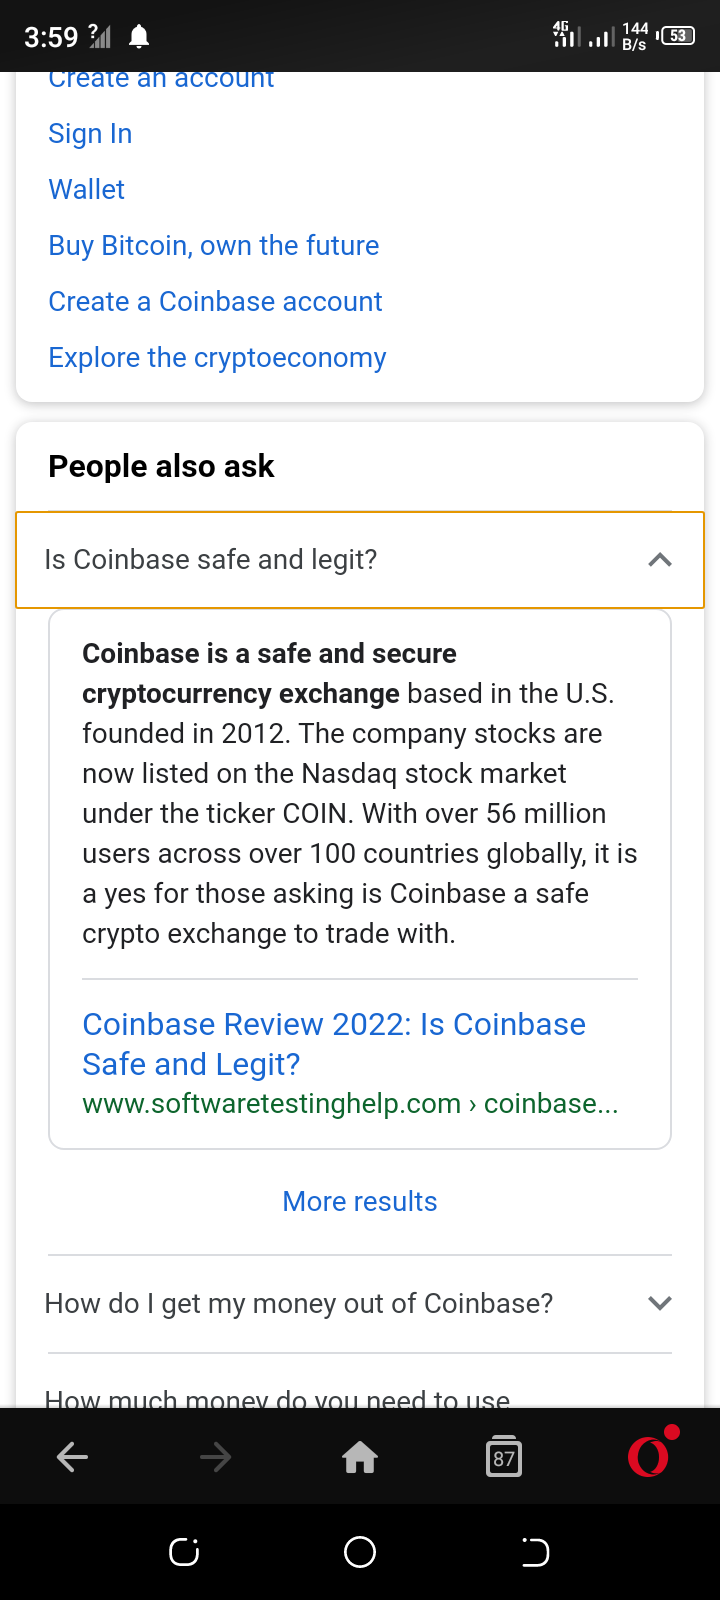 3:59
?
4G
144
B/s
53
Create an account
Sign In
Wallet
Buy Bitcoin, own the future
Create a Coinbase account
Explore the cryptoeconomy
People also ask
Is Coinbase safe and legit?
Coinbase is a safe and secure
cryptocurrency exchange based in the U.S.
founded in 2012. The company stocks are
now listed on the Nasdaq stock market
under the ticker COIN. With over 56 million
users across over 100 countries globally, it is
a yes for those asking is Coinbase a safe
crypto exchange to trade with.
Coinbase Review 2022: Is Coinbase
Safe and Legit?
www.softwaretestinghelp.com › coinbase...
More results
How do I get my money out of Coinbase?
How much money do you need to use
87